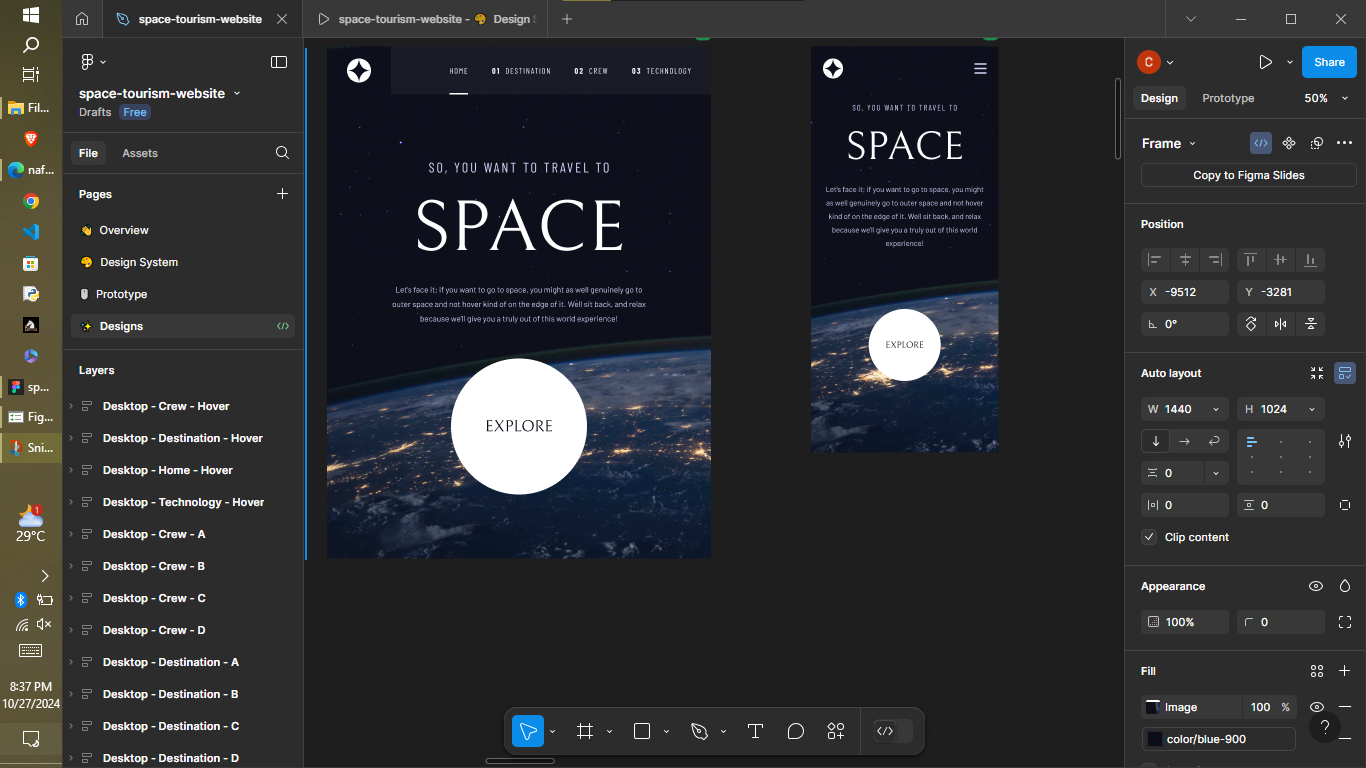 space-tourism-website
space-tourism-website - Design S
Fil...
naf...
sp...
Fig...
Sni...
1
29°C
8:37 PM
10/27/2024
space-tourism-website
Drafts Free
File Assets
Pages
Overview
Design System
Prototype
Designs
Layers
Desktop - Crew - Hover
Desktop - Destination - Hover
Desktop - Home - Hover
Desktop - Technology - Hover
Desktop - Crew - A
Desktop - Crew - B
Desktop - Crew - C
Desktop - Crew - D
Desktop - Destination - A
Desktop - Destination - B
Desktop - Destination - C
Desktop - Destination - D
HOME 01 DESTINATION 02 CREW 03 TECHNOLOGY
SO, YOU WANT TO TRAVEL TO
SPACE
Let's face it; if you want to go to space, you might as well genuinely go to
outer space and not hover kind of on the edge of it. Well sit back, and relax
because we'll give you a truly out of this world experience!
EXPLORE
SO, YOU WANT TO TRAVEL TO
SPACE
Let's face it; if you want to go to space, you might
as well genuinely go to outer space and not hover
kind of on the edge of it. Well sit back, and relax
because we'll give you a truly out of this world
experience!
EXPLORE
C
Share
Design Prototype 50%
Frame
Copy to Figma Slides
Position
X -9512 Y -3281
0°
Auto layout
W 1440 H 1024
0
0 0
Clip content
Appearance
100% 0
Fill
Image 100 %
color/blue-900
?